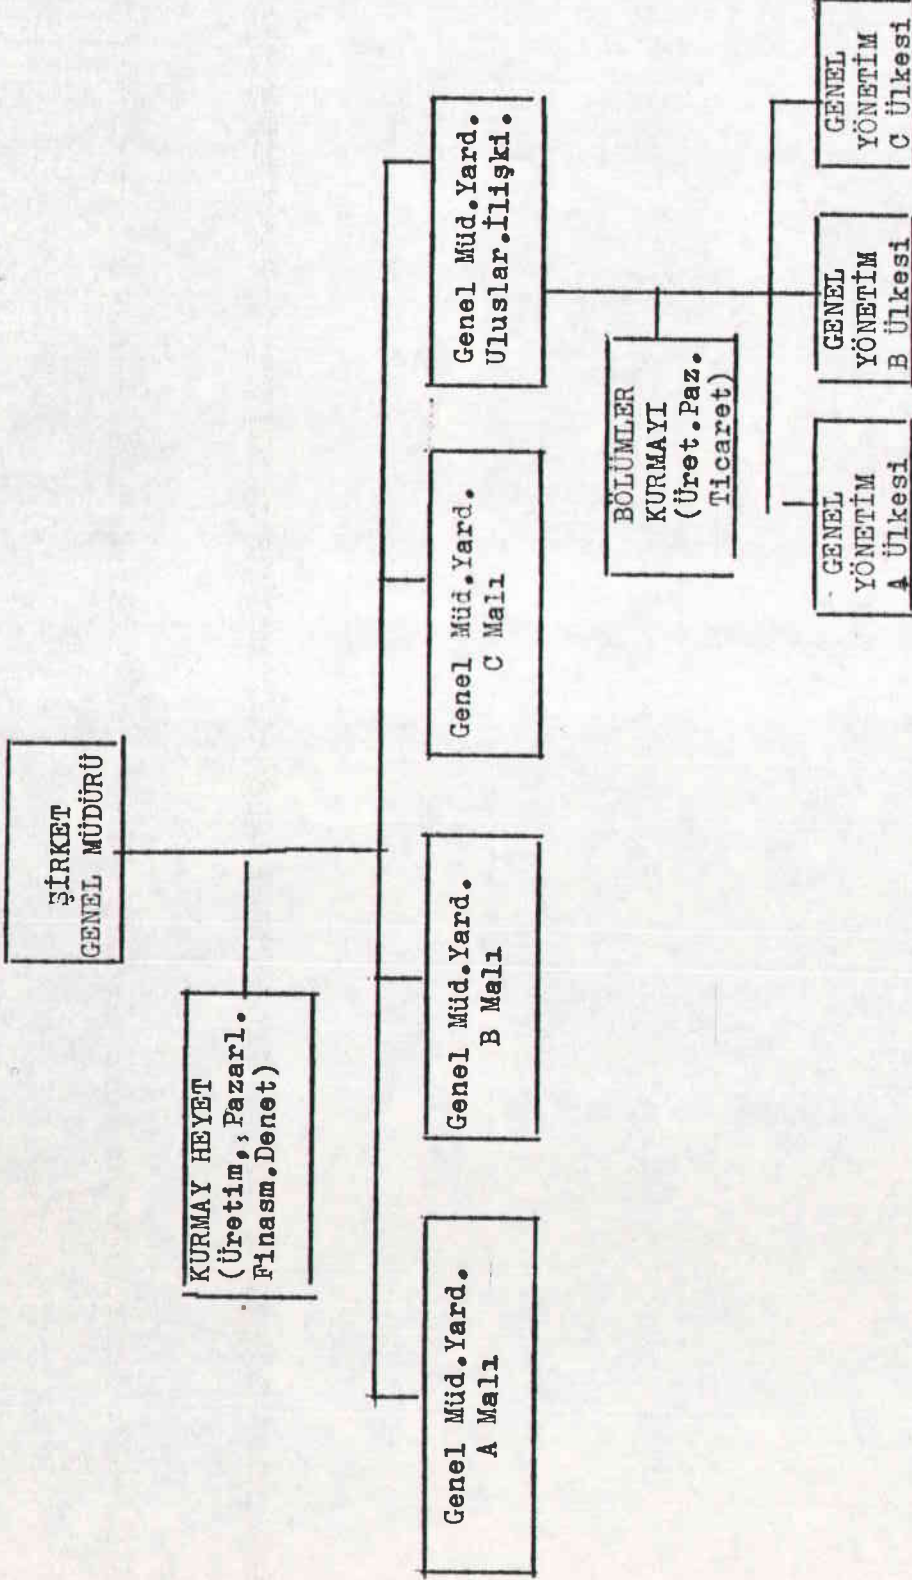 ŞİRKET
GENEL MÜDÜRÜ
KURMAY HEYET
(Üretim,;Pazarl.
Finasm.Denet)
Genel Müd.Yard.
A Malı
Genel Müd.Yard.
B Malı
Genel Müd.Yard.
C Malı
Genel Müd.Yard.
Uluslar.İlişki.
BÖLÜMLER
KURMAYI
(Üret.Paz.
Ticaret)
GENEL
YÖNETİM
A Ülkesi
GENEL
YÖNETİM
B Ülkesi
GENEL
YÖNETİM
C Ülkesi